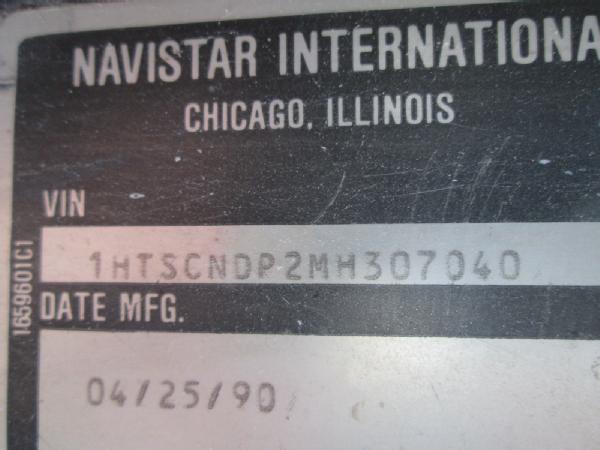 NAVISTAR INTERNATIONA
CHICAGO, ILLINOIS
VIN
1HTSCNDP2MH307040
1659601C1
DATE MFG.
04/25/90